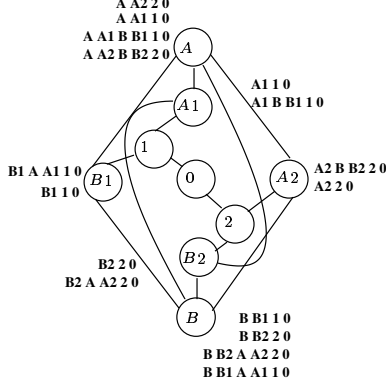 A A2 2 0
A A1 1 0
A A1 B B1 1 0
A A2 B B2 2 0
A
A1 1 0
A1 B B1 1 0
A1
1
B1 A A1 1 0
B1 1 0
B1
0
A2
A2 B B2 2 0
A2 2 0
2
B2
B2 2 0
B2 A A2 2 0
B
B B1 1 0
B B2 2 0
B B2 A A2 2 0
B B1 A A1 1 0